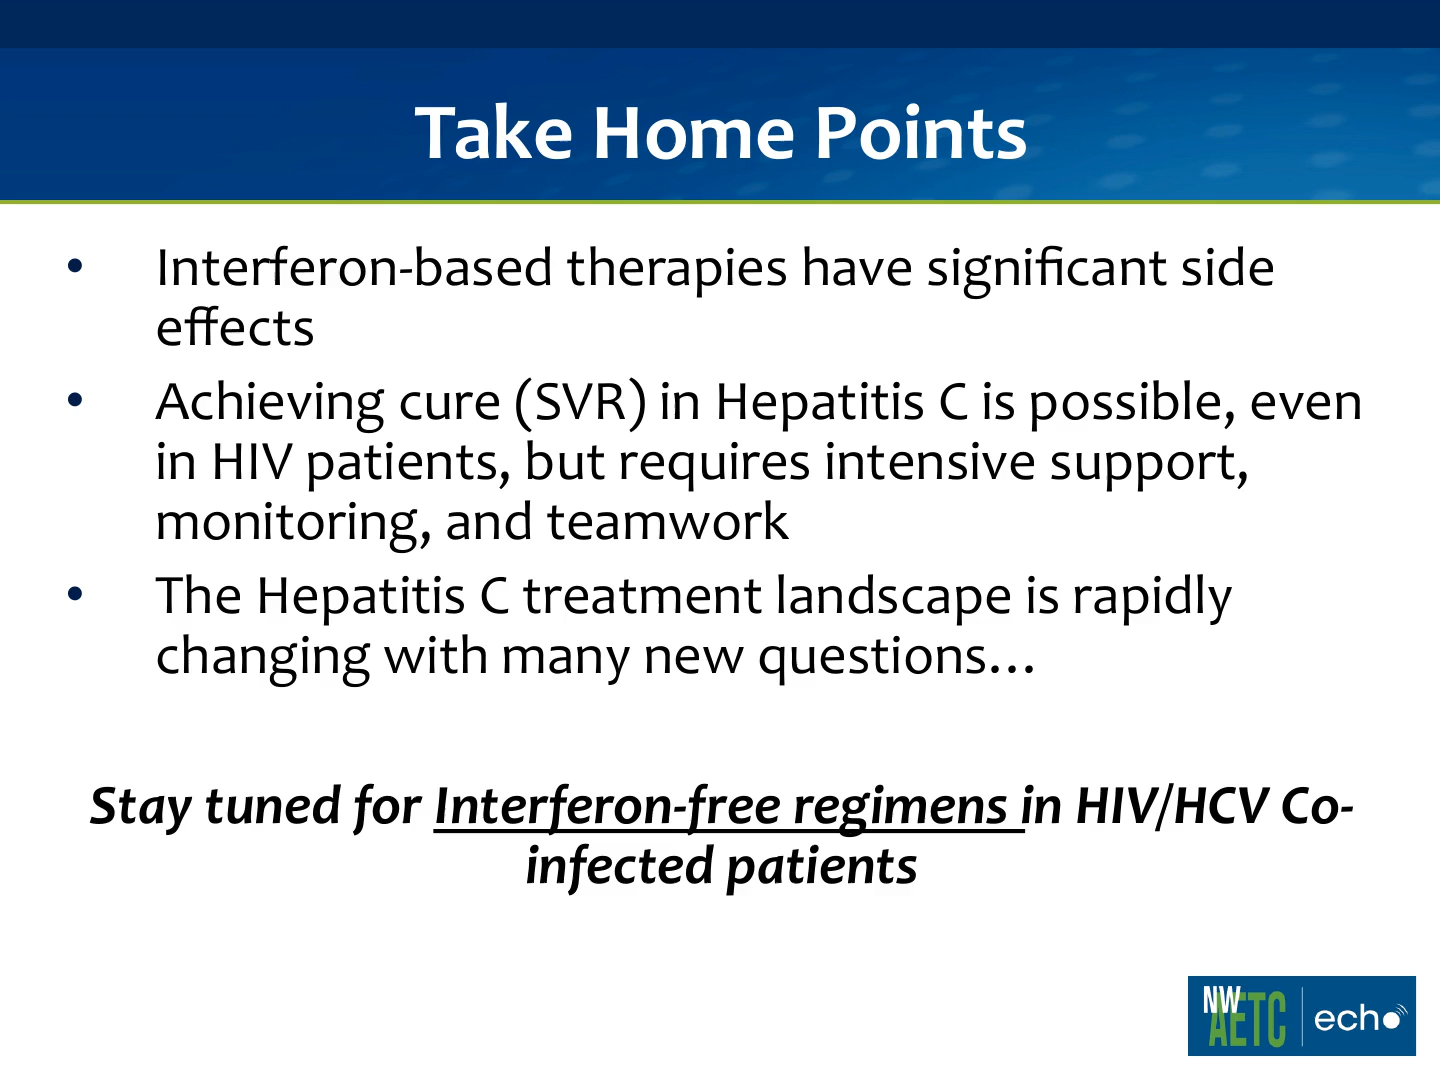 Take Home Points
• Interferon-based therapies have significant side
effects
• Achieving cure (SVR) in Hepatitis C is possible, even
in HIV patients, but requires intensive support,
monitoring, and teamwork
• The Hepatitis C treatment landscape is rapidly
changing with many new questions…
Stay tuned for Interferon-free regimens in HIV/HCV Co-
infected patients
NW
AETC
echo